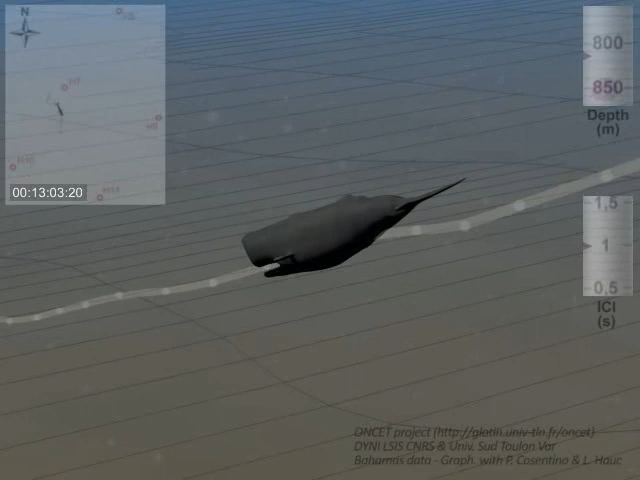 N
H7
00:13:03:20
800
850
Depth
(m)
1,5
1
0,5
ICI
(s)
ONCET project (http://glotin.univ-tln.fr/oncet)
DYNI LSIS CNRS & Univ. Sud Toulon Var
Bahamas data - Graph. with P. Cosentino & L. Hauc